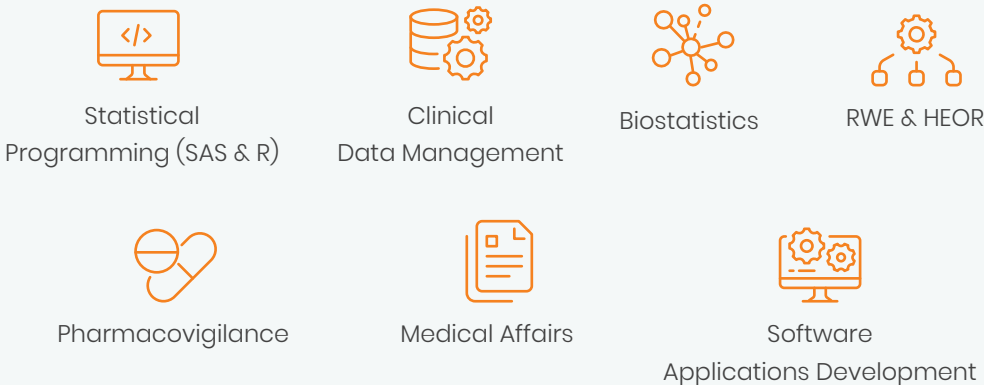 </>
Statistical
Programming (SAS & R)
Clinical
Data Management
Biostatistics
RWE & HEOR
Pharmacovigilance
Medical Affairs
Software
Applications Development